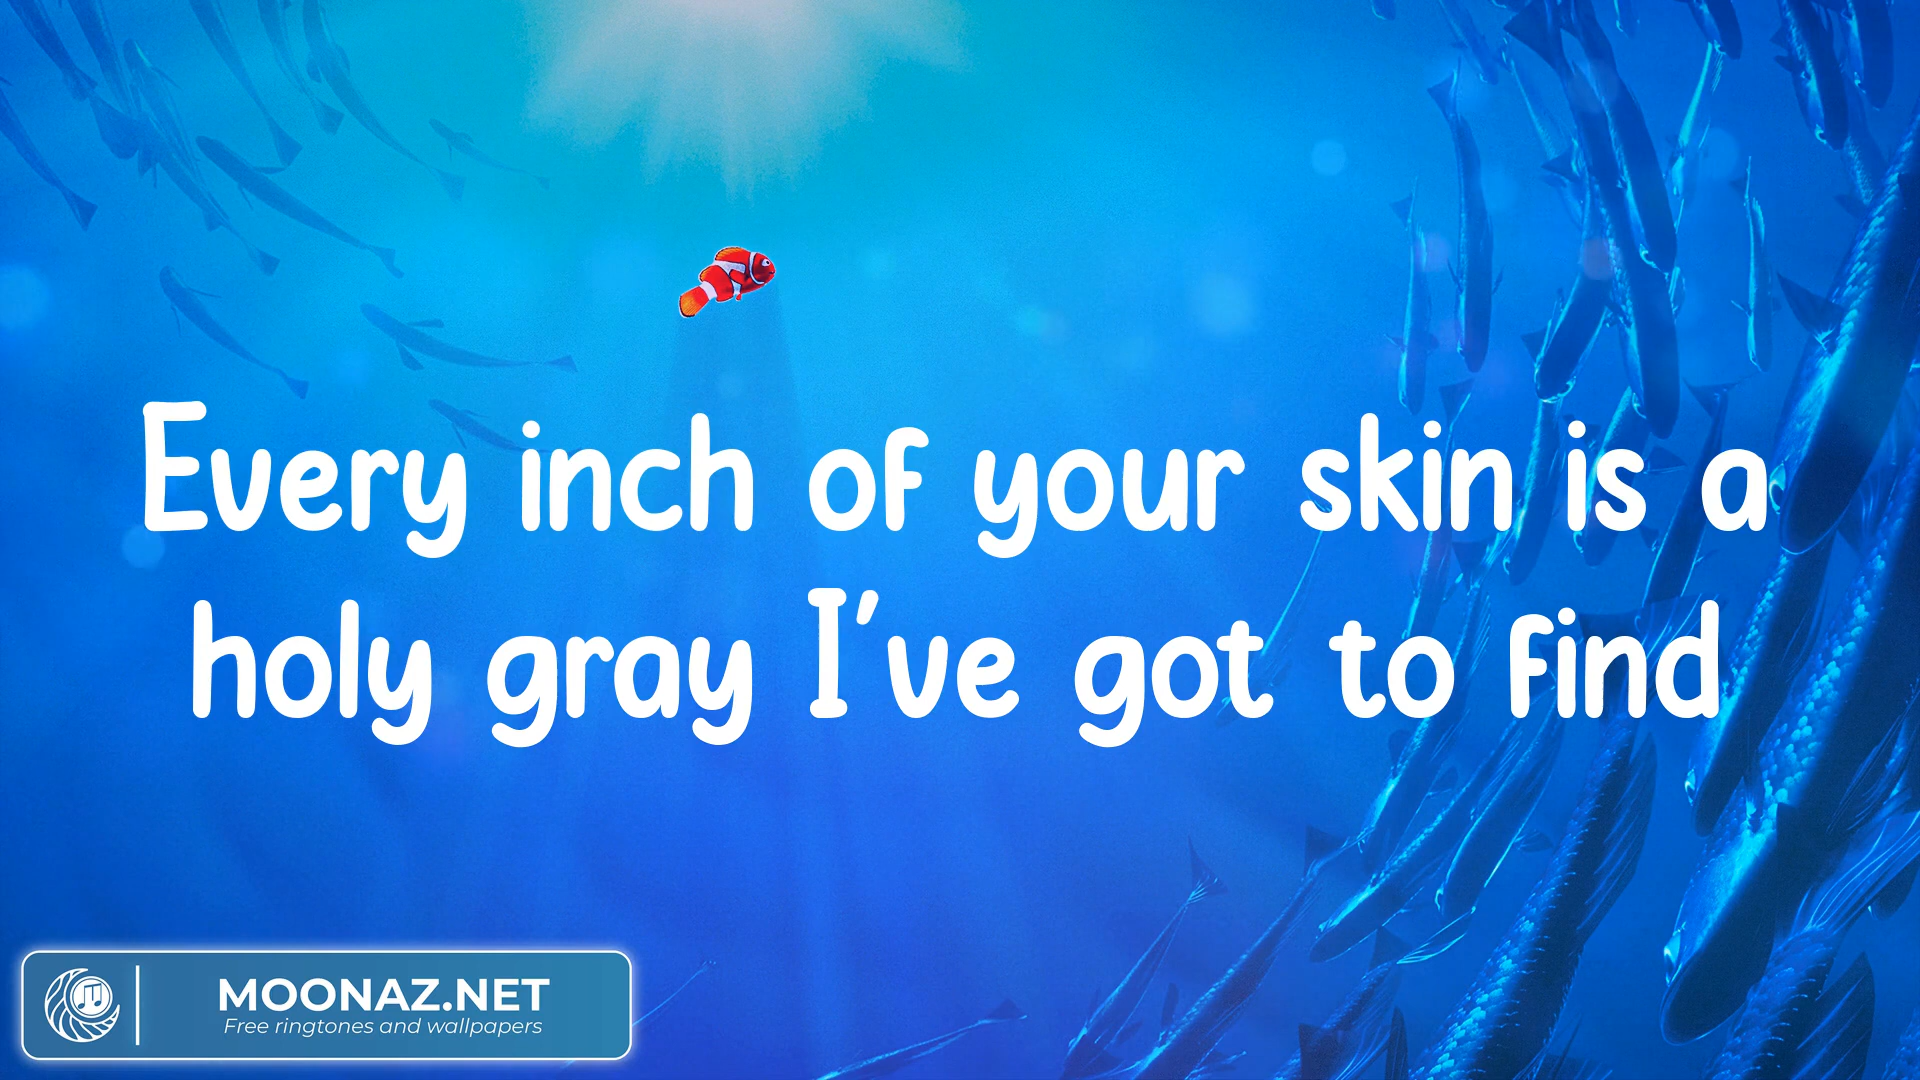 Every inch of your skin is a
holy gray I've got to find
MOONAZ.NET
Free ringtones and wallpapers